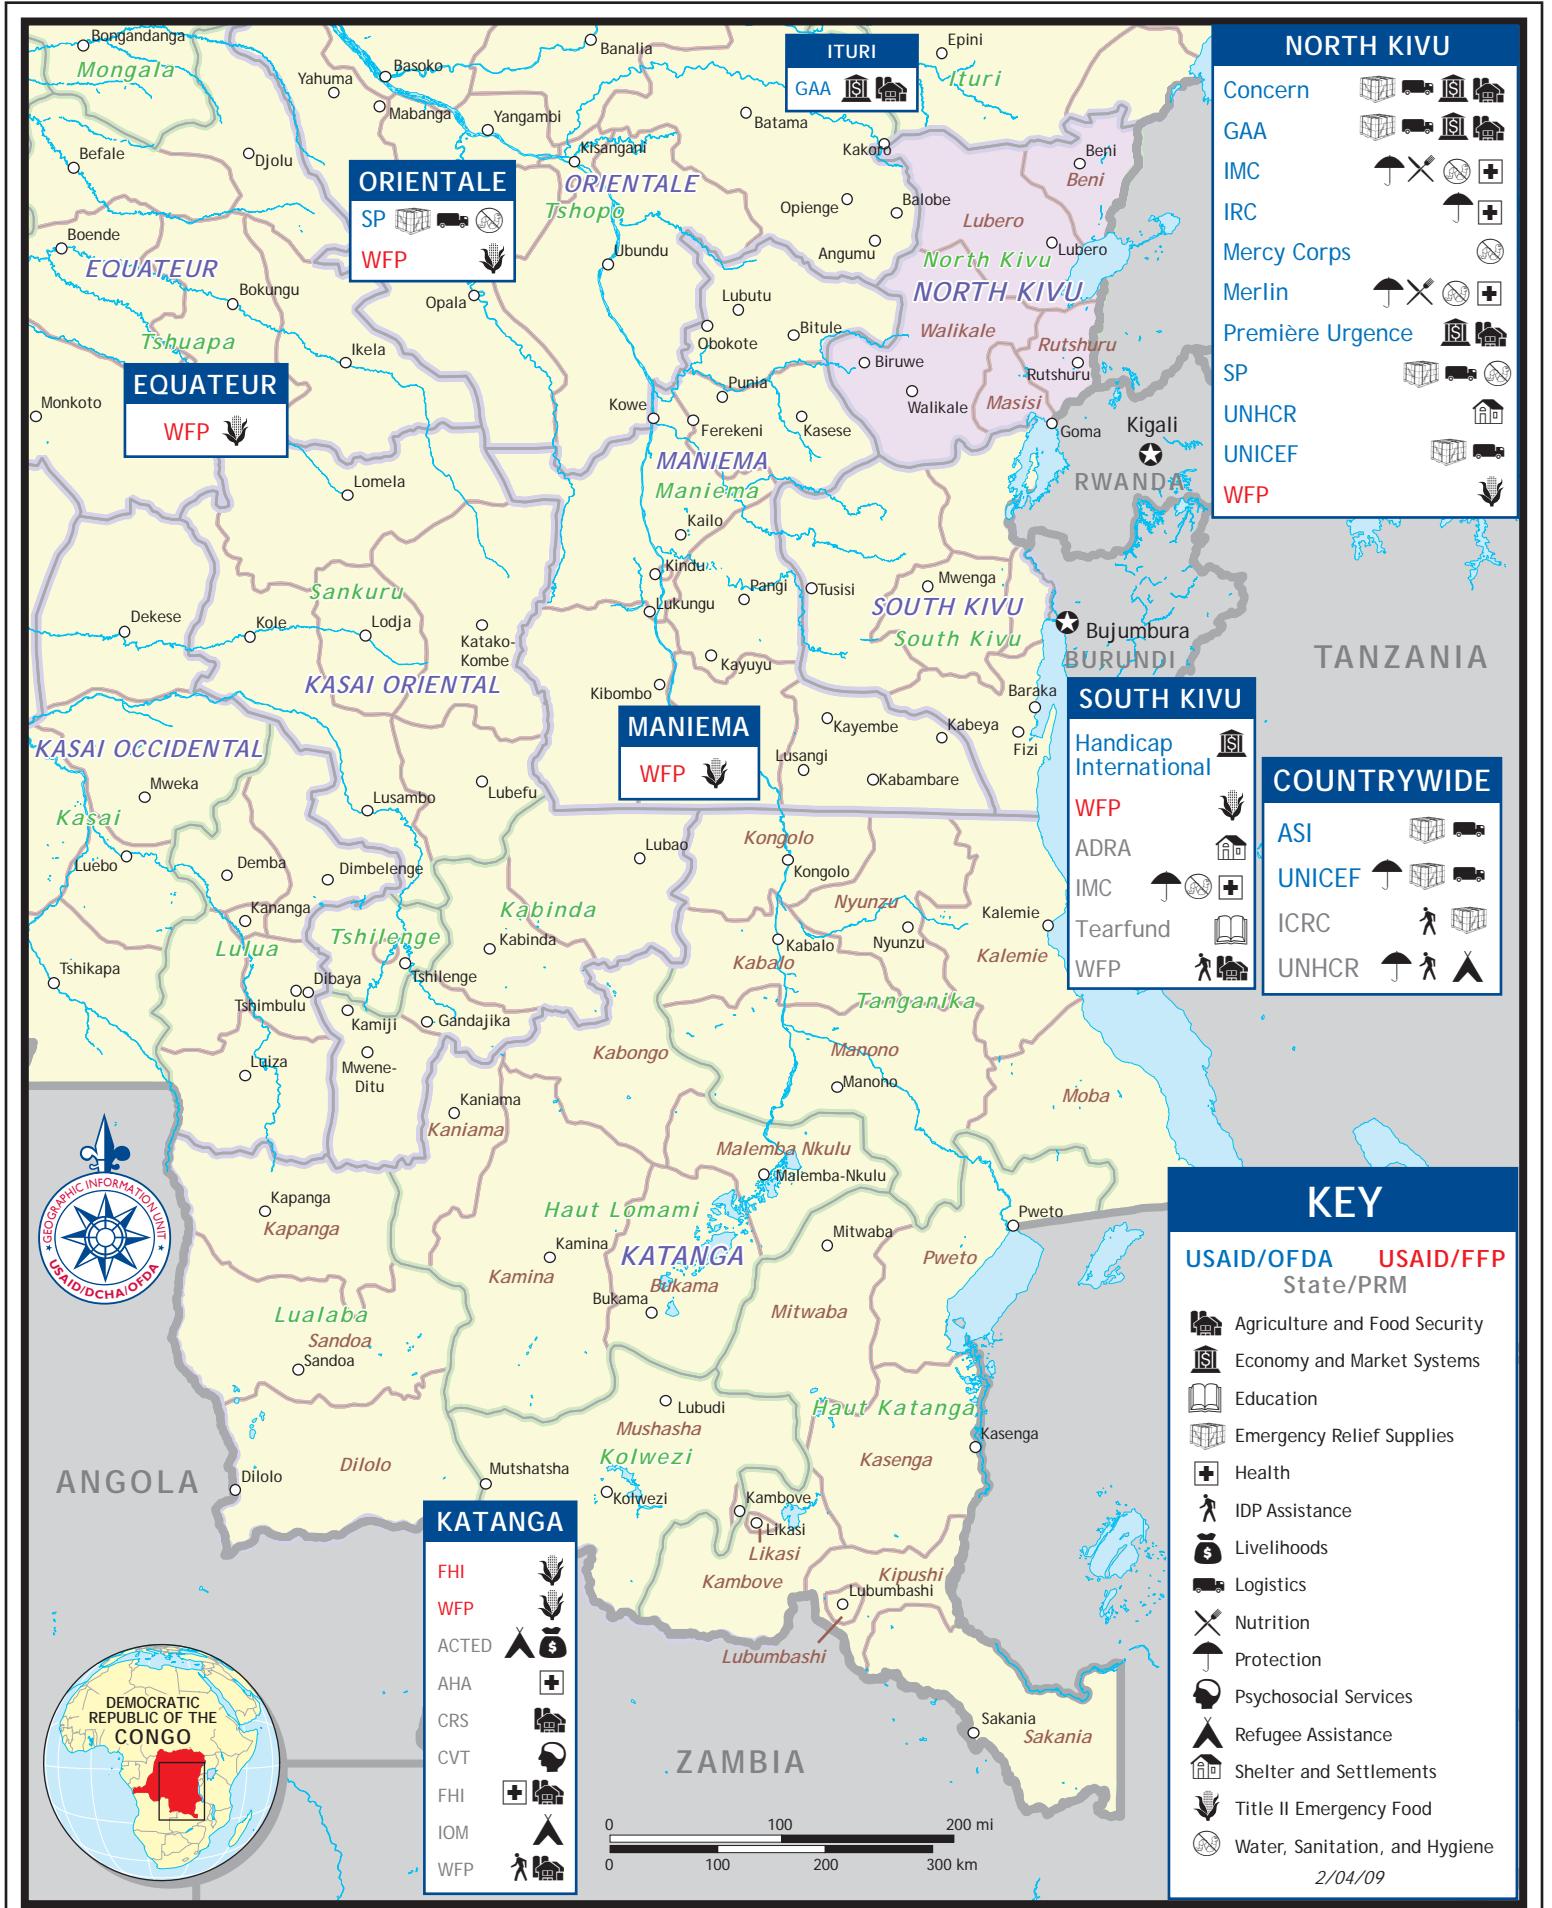 Bongandanga
Mongala
Basoko
Banalia
Yahuma
Mabanga
Yangambi
Befale
Djolu
Kisangani
ORIENTALE
Tshopo
Batama
Epini
Ituri
Kakoro
Beni
Beni
Opienge
Balobe
Lubero
Angumu
Lubero
North Kivu
NORTH KIVU
Boende
EQUATEUR
Bokungu
Ubundu
Opala
Lubutu
Obokote
Bitule
Walikale
Rutshuru
Rutshuru
Tshuapa
Ikela
Biruwe
Punia
Walikale
Masisi
Monkoto
Kowe
Ferekeni
Kasese
Goma
Kigali
RWANDA
MANIEMA
Maniema
Lomela
Kailo
Kindu
Pangi
Tusisi
Mwenga
Sankuru
Lukungu
SOUTH KIVU
South Kivu
Dekese
Kole
Lodja
Katako-
Kombe
Kayuyu
Bujumbura
BURUNDI
TANZANIA
KASAI ORIENTAL
Kibombo
Baraka
Kayembe
Kabeya
Fizi
KASAI OCCIDENTAL
Mweka
Lusangi
Kabambare
Lubefu
Lusambo
Kasai
Luebo
Demba
Dimbelenge
Lubao
Kongolo
Kongolo
Kananga
Kabinda
Kabinda
Nyunzu
Nyunzu
Kalemie
Kalemie
Lulua
Tshilenge
Tshilenge
Kabalo
Kabalo
Tshikapa
Dibaya
Tshimbulu
Kamiji
Gandajika
Tanganika
Luiza
Mwene-
Ditu
Kabongo
Manono
Manono
Kaniama
Kaniama
Moba
Malemba Nkulu
Malemba-Nkulu
Kapanga
Kapanga
Haut Lomami
Kamina
Kamina
KATANGA
Bukama
Bukama
Mitwaba
Mitwaba
Pweto
Pweto
Lualaba
Sandoa
Sandoa
Lubudi
Mushasha
Haut Katanga
Kolwezi
Kolwezi
Kasenga
Kasenga
ANGOLA
Dilolo
Dilolo
Mutshatsha
Kambove
Likasi
Likasi
Kambove
Kipushi
Lubumbashi
Lubumbashi
Sakania
Sakania
ZAMBIA
ITURI
GAA
ORIENTALE
SP
WFP
EQUATEUR
WFP
MANIEMA
WFP
NORTH KIVU
Concern
GAA
IMC
IRC
Mercy Corps
Merlin
Première Urgence
SP
UNHCR
UNICEF
WFP
SOUTH KIVU
Handicap
International
WFP
ADRA
IMC
Tearfund
WFP
COUNTRYWIDE
ASI
UNICEF
ICRC
UNHCR
KATANGA
FHI
WFP
ACTED
AHA
CRS
CVT
FHI
IOM
WFP
KEY
USAID/OFDA USAID/FFP
State/PRM
Agriculture and Food Security
Economy and Market Systems
Education
Emergency Relief Supplies
Health
IDP Assistance
Livelihoods
Logistics
Nutrition
Protection
Psychosocial Services
Refugee Assistance
Shelter and Settlements
Title II Emergency Food
Water, Sanitation, and Hygiene
2/04/09
GEOGRAPHIC INFORMATION UNIT
USAID/DCHA/OFDA
DEMOCRATIC
REPUBLIC OF THE
CONGO
0 100 200 mi
0 100 200 300 km